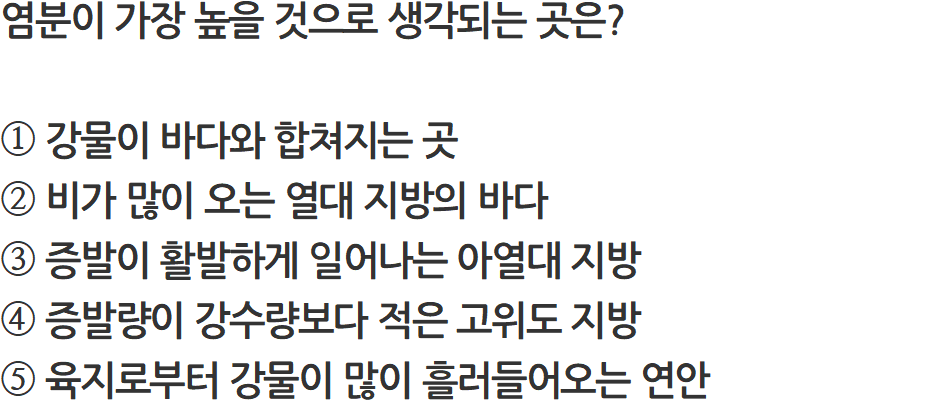 염분이 가장 높을 것으로 생각되는 곳은?
① 강물이 바다와 합쳐지는 곳
② 비가 많이 오는 열대 지방의 바다
③ 증발이 활발하게 일어나는 아열대 지방
④ 증발량이 강수량보다 적은 고위도 지방
⑤ 육지로부터 강물이 많이 흘러들어오는 연안